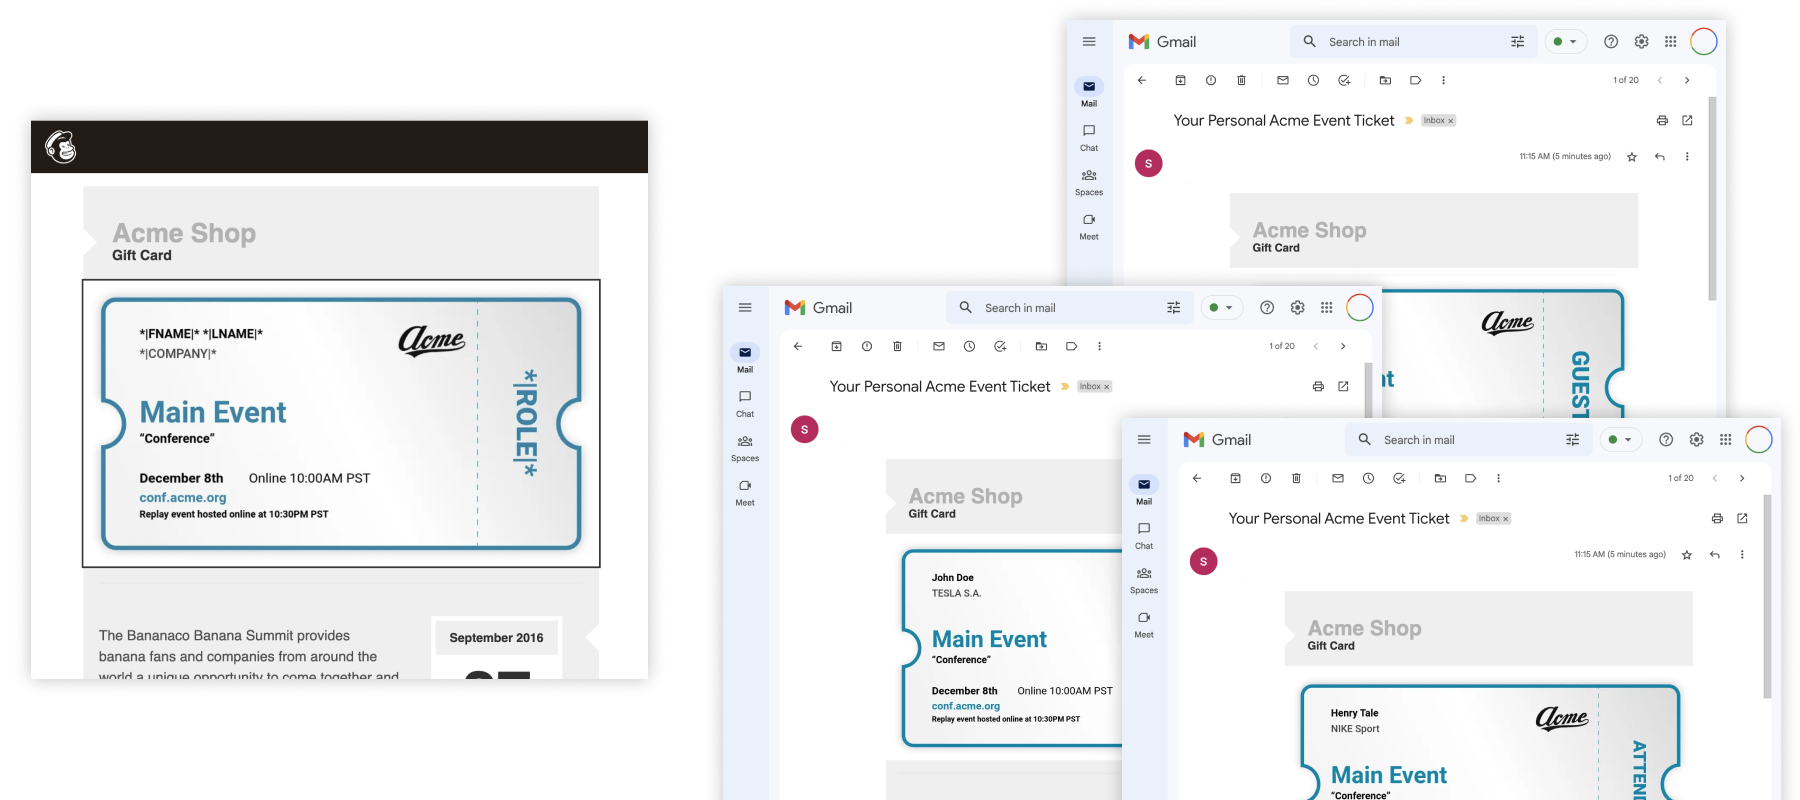 Acme Shop
Gift Card
*|FNAME|* *|LNAME|*
*|COMPANY|*
Acme
Main Event
“Conference”
December 8th Online 10:00AM PST
conf.acme.org
Replay event hosted online at 10:30PM PST
*|ROLE|*
The Bananaco Banana Summit provides
banana fans and companies from around the
world a unique opportunity to come together and
September 2016
Gmail
Search in mail
1 of 20
Mail
Chat
Spaces
Meet
Your Personal Acme Event Ticket
Inbox ×
S
11:15 AM (5 minutes ago)
Acme Shop
Gift Card
Acme
GUEST
nt
Gmail
Search in mail
1 of 20
Mail
Chat
Spaces
Meet
Your Personal Acme Event Ticket
Inbox ×
S
Acme Shop
Gift Card
John Doe
TESLA S.A.
Main Event
“Conference”
December 8th Online 10:00AM PST
conf.acme.org
Replay event hosted online at 10:30PM PST
Gmail
Search in mail
1 of 20
Mail
Chat
Spaces
Meet
Your Personal Acme Event Ticket
Inbox ×
S
11:15 AM (5 minutes ago)
Acme Shop
Gift Card
Henry Tale
NIKE Sport
Acme
Main Event
“Conference”
ATTEN